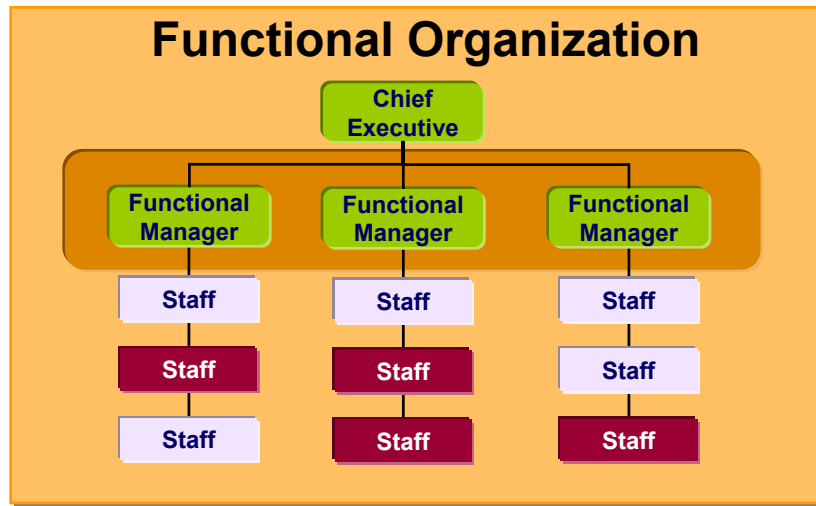 Functional Organization
Chief
Executive
Functional
Manager
Functional
Manager
Functional
Manager
Staff
Staff
Staff
Staff
Staff
Staff
Staff
Staff
Staff